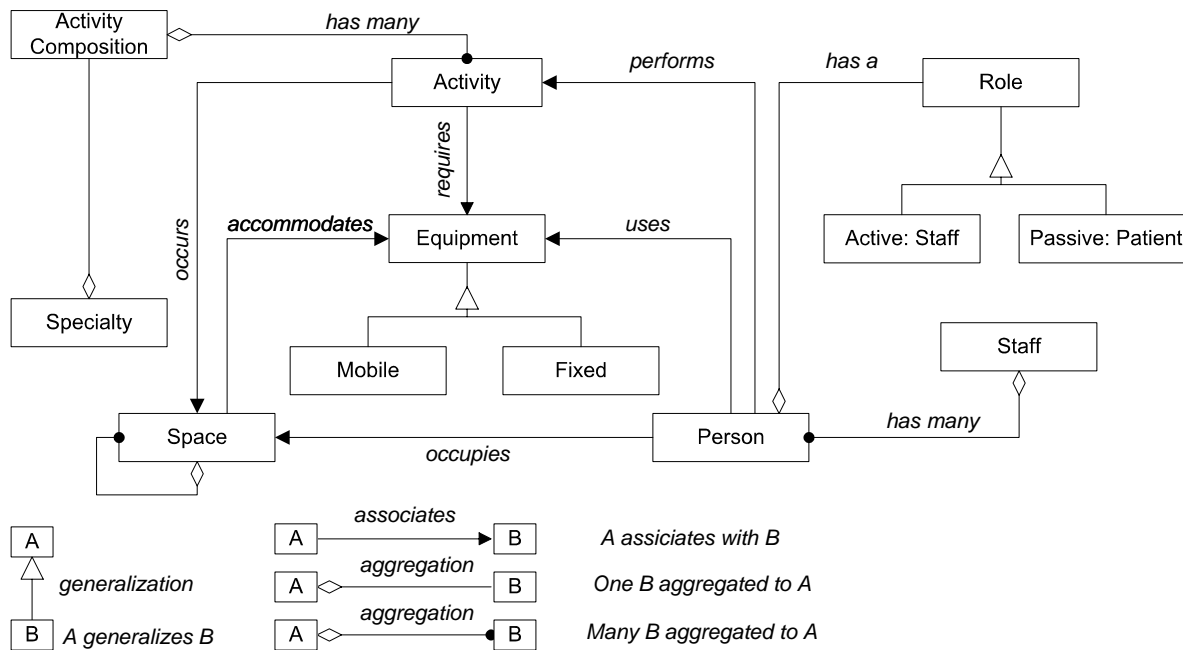 Activity
Composition
has many
Activity
performs
has a
Role
requires
occurs
accommodates
Equipment
uses
Active: Staff
Passive: Patient
Specialty
Mobile
Fixed
Staff
Space
occupies
Person
has many
A
generalization
B
A generalizes B
A
associates
B
A assiciates with B
A
aggregation
B
One B aggregated to A
A
aggregation
B
Many B aggregated to A